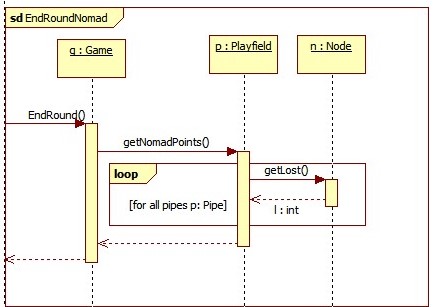 sd EndRoundNomad
g : Game
p : Playfield
n : Node
EndRound()
getNomadPoints()
loop
getLost()
[for all pipes p: Pipe]
l : int